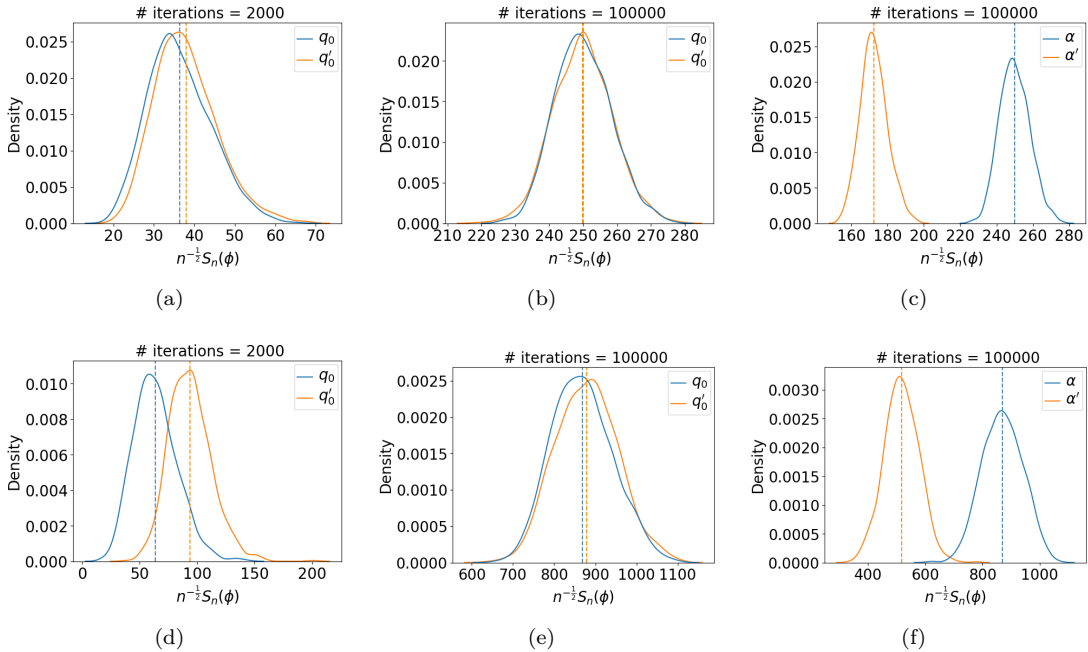 # iterations = 2000
q₀
q₀′
Density
0.025
0.020
0.015
0.010
0.005
0.000
20 30 40 50 60 70
n^{-1/2}S_n(ϕ)
(a)
# iterations = 100000
q₀
q₀′
Density
0.020
0.015
0.010
0.005
0.000
210 220 230 240 250 260 270 280
n^{-1/2}S_n(ϕ)
(b)
# iterations = 100000
α
α′
Density
0.025
0.020
0.015
0.010
0.005
0.000
160 180 200 220 240 260 280
n^{-1/2}S_n(ϕ)
(c)
# iterations = 2000
q₀
q₀′
Density
0.010
0.008
0.006
0.004
0.002
0.000
0 50 100 150 200
n^{-1/2}S_n(ϕ)
(d)
# iterations = 100000
q₀
q₀′
Density
0.0025
0.0020
0.0015
0.0010
0.0005
0.0000
600 700 800 900 1000 1100
n^{-1/2}S_n(ϕ)
(e)
# iterations = 100000
α
α′
Density
0.0030
0.0025
0.0020
0.0015
0.0010
0.0005
0.0000
400 600 800 1000
n^{-1/2}S_n(ϕ)
(f)